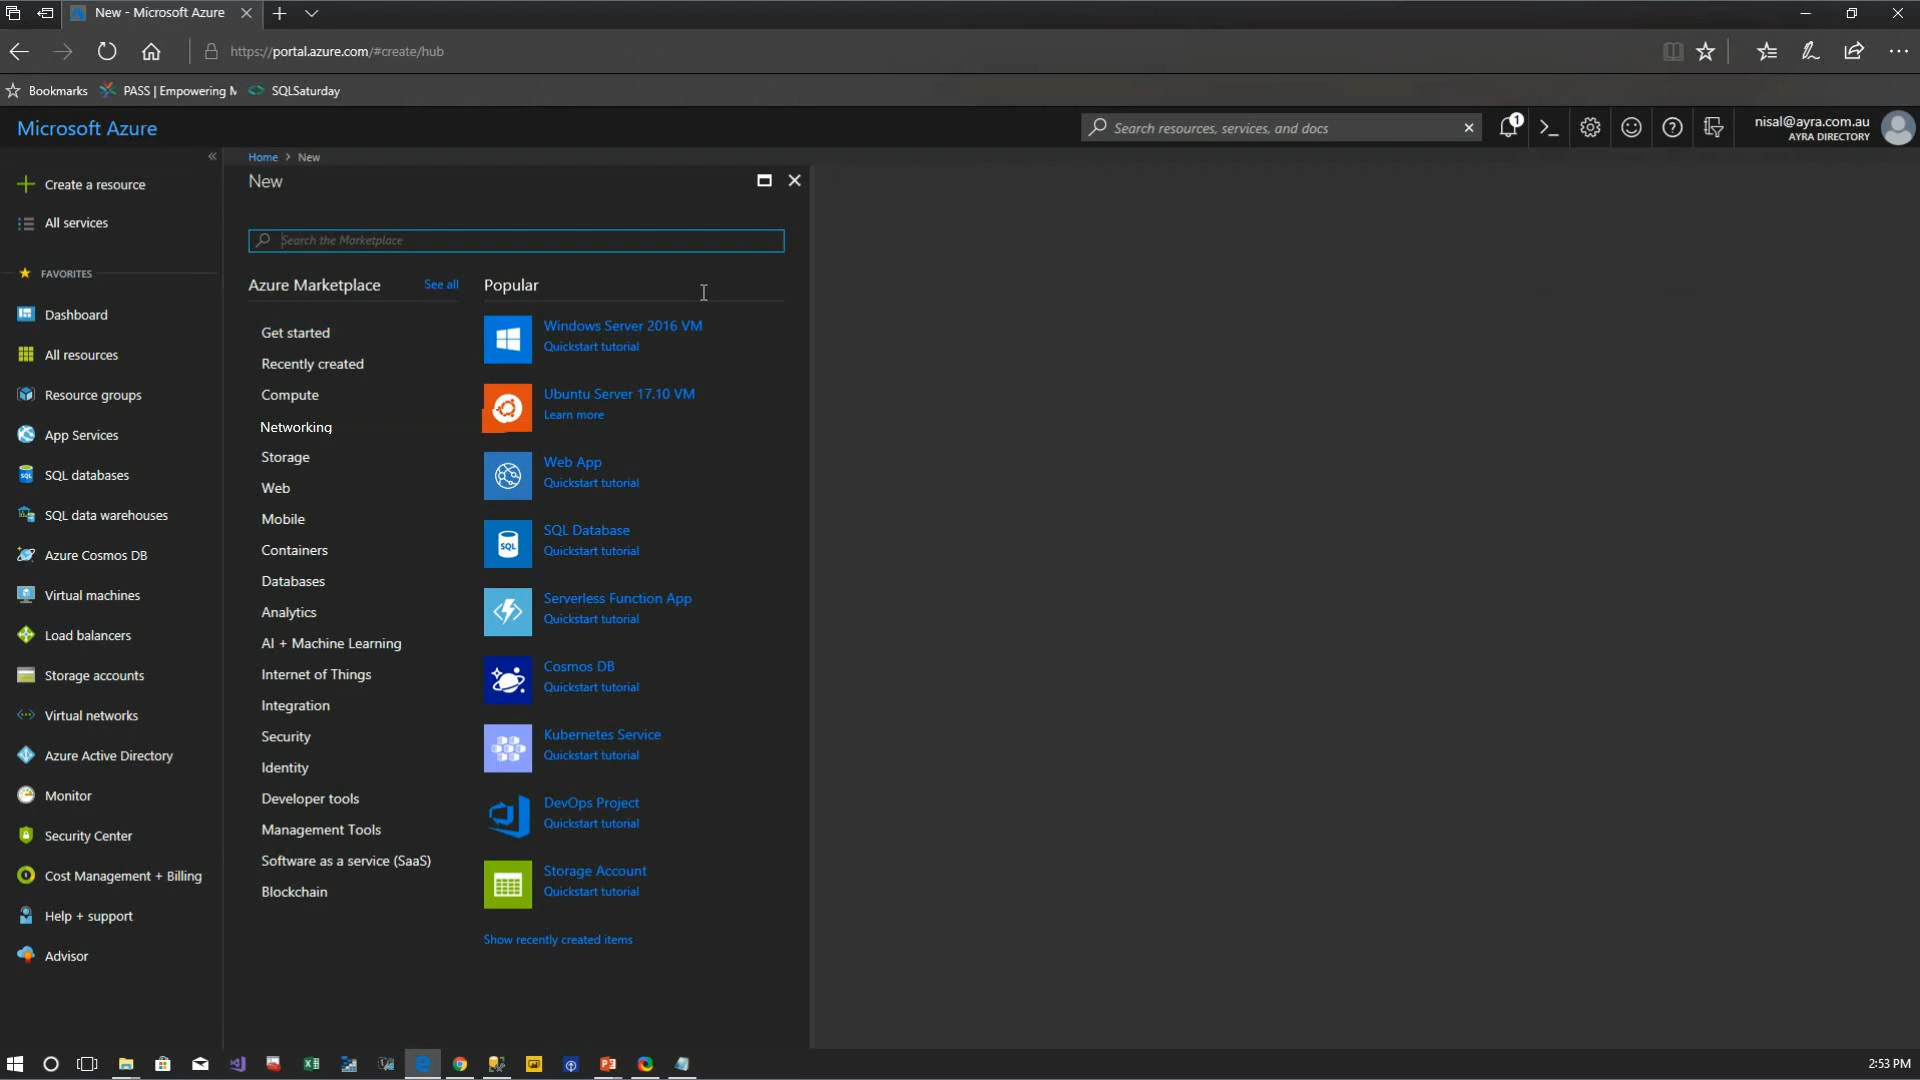 New - Microsoft Azure
https://portal.azure.com/#create/hub
Bookmarks
PASS | Empowering M
SQLSaturday
Microsoft Azure
Search resources, services, and docs
1
nisal@ayra.com.au
AYRA DIRECTORY
Create a resource
All services
FAVORITES
Dashboard
All resources
Resource groups
App Services
SQL databases
SQL data warehouses
Azure Cosmos DB
Virtual machines
Load balancers
Storage accounts
Virtual networks
Azure Active Directory
Monitor
Security Center
Cost Management + Billing
Help + support
Advisor
Home > New
New
Search the Marketplace
Azure Marketplace
See all
Get started
Recently created
Compute
Networking
Storage
Web
Mobile
Containers
Databases
Analytics
AI + Machine Learning
Internet of Things
Integration
Security
Identity
Developer tools
Management Tools
Software as a service (SaaS)
Blockchain
Popular
Windows Server 2016 VM
Quickstart tutorial
Ubuntu Server 17.10 VM
Learn more
Web App
Quickstart tutorial
SQL
SQL Database
Quickstart tutorial
Serverless Function App
Quickstart tutorial
Cosmos DB
Quickstart tutorial
Kubernetes Service
Quickstart tutorial
DevOps Project
Quickstart tutorial
Storage Account
Quickstart tutorial
Show recently created items
2:53 PM